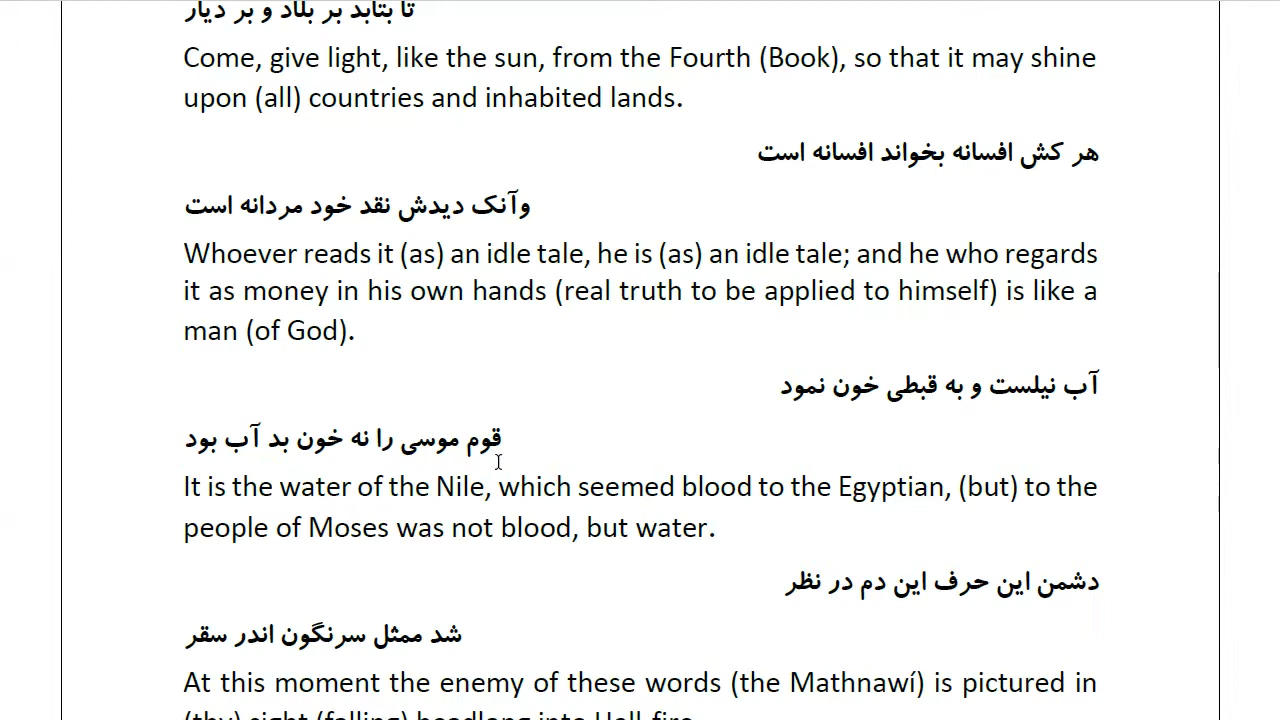 تا بتابد بر بلاد و بر دیار
Come, give light, like the sun, from the Fourth (Book), so that it may shine
upon (all) countries and inhabited lands.
هر کش افسانه بخواند افسانه است
وآنک دیدش نقد خود مردانه است
Whoever reads it (as) an idle tale, he is (as) an idle tale; and he who regards
it as money in his own hands (real truth to be applied to himself) is like a
man (of God).
آب نیلست و به قبطی خون نمود
قوم موسی را نه خون بد آب بود
It is the water of the Nile, which seemed blood to the Egyptian, (but) to the
people of Moses was not blood, but water.
دشمن این حرف این دم در نظر
شد ممثل سرنگون اندر سقر
At this moment the enemy of these words (the Mathnawí) is pictured in
(thy) sight (falling) headlong into Hell-fire.